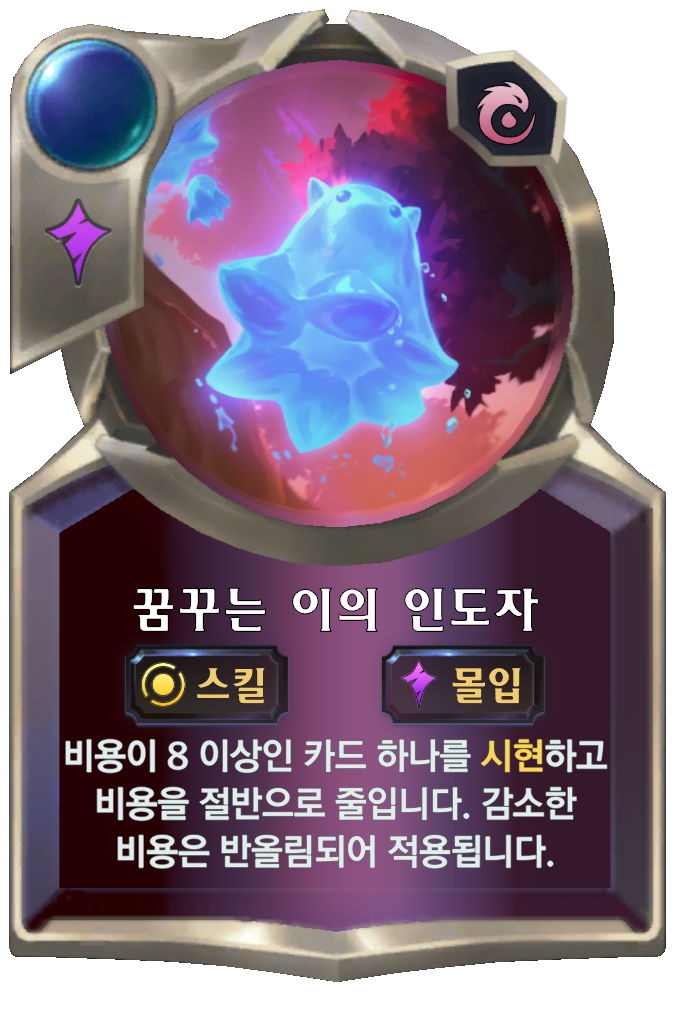 꿈꾸는 이의 인도자
스킬 몰입
비용이 8 이상인 카드 하나를 시현하고
비용을 절반으로 줄입니다. 감소한
비용은 반올림되어 적용됩니다.